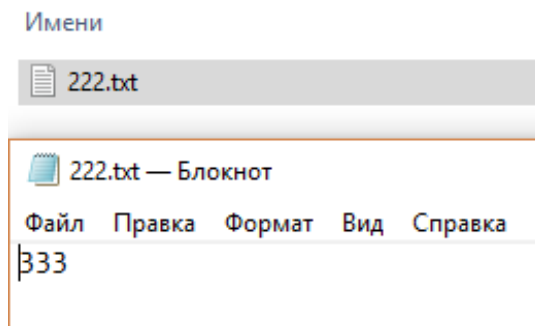 Имени
222.txt
222.txt — Блокнот
Файл Правка Формат Вид Справка
333